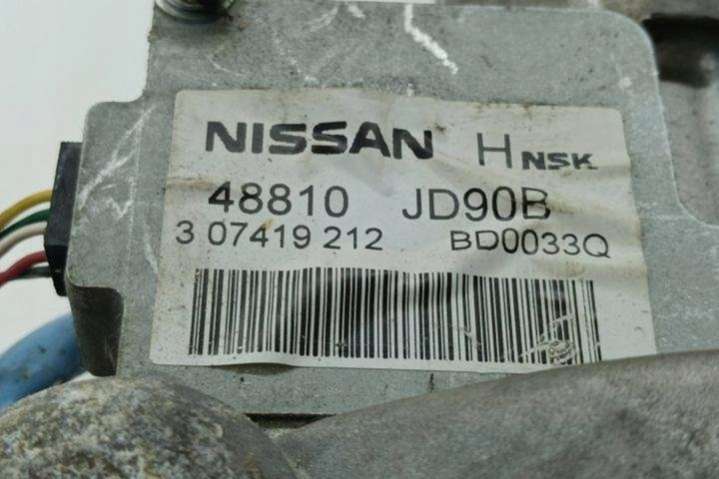 NISSAN H NSK
48810 JD90B
3 07419 212 BD0033Q